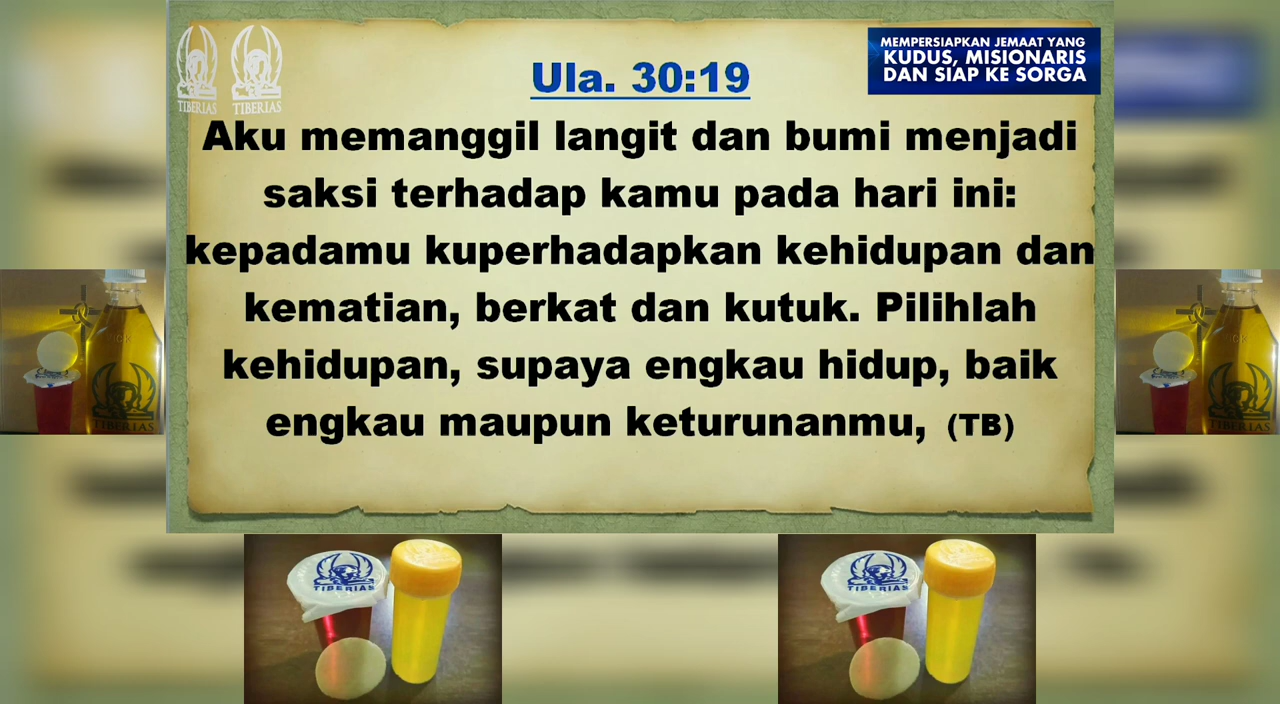 TIBERIAS TIBERIAS
MEMPERSIAPKAN JEMAAT YANG
KUDUS, MISIONARIS
DAN SIAP KE SORGA
Ula. 30:19
Aku memanggil langit dan bumi menjadi
saksi terhadap kamu pada hari ini:
kepadamu kuperhadapkan kehidupan dan
kematian, berkat dan kutuk. Pilihlah
kehidupan, supaya engkau hidup, baik
engkau maupun keturunanmu, (TB)
TIBERIAS
TIBERIAS
TIBERIAS
TIBERIAS